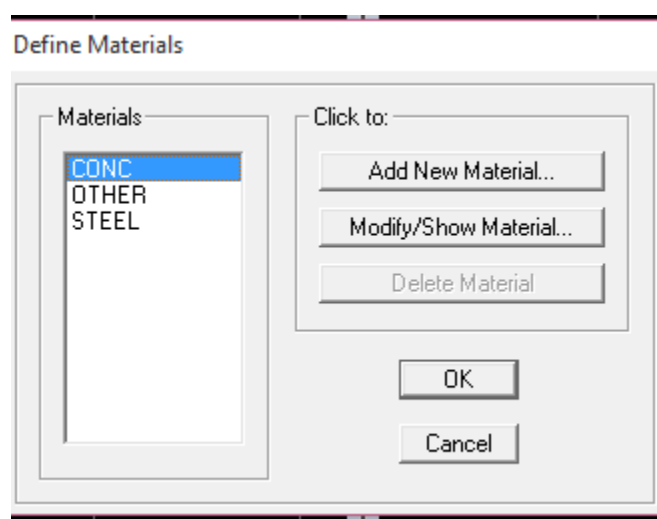 Define Materials
Materials
CONC
OTHER
STEEL
Click to:
Add New Material...
Modify/Show Material...
Delete Material
OK
Cancel